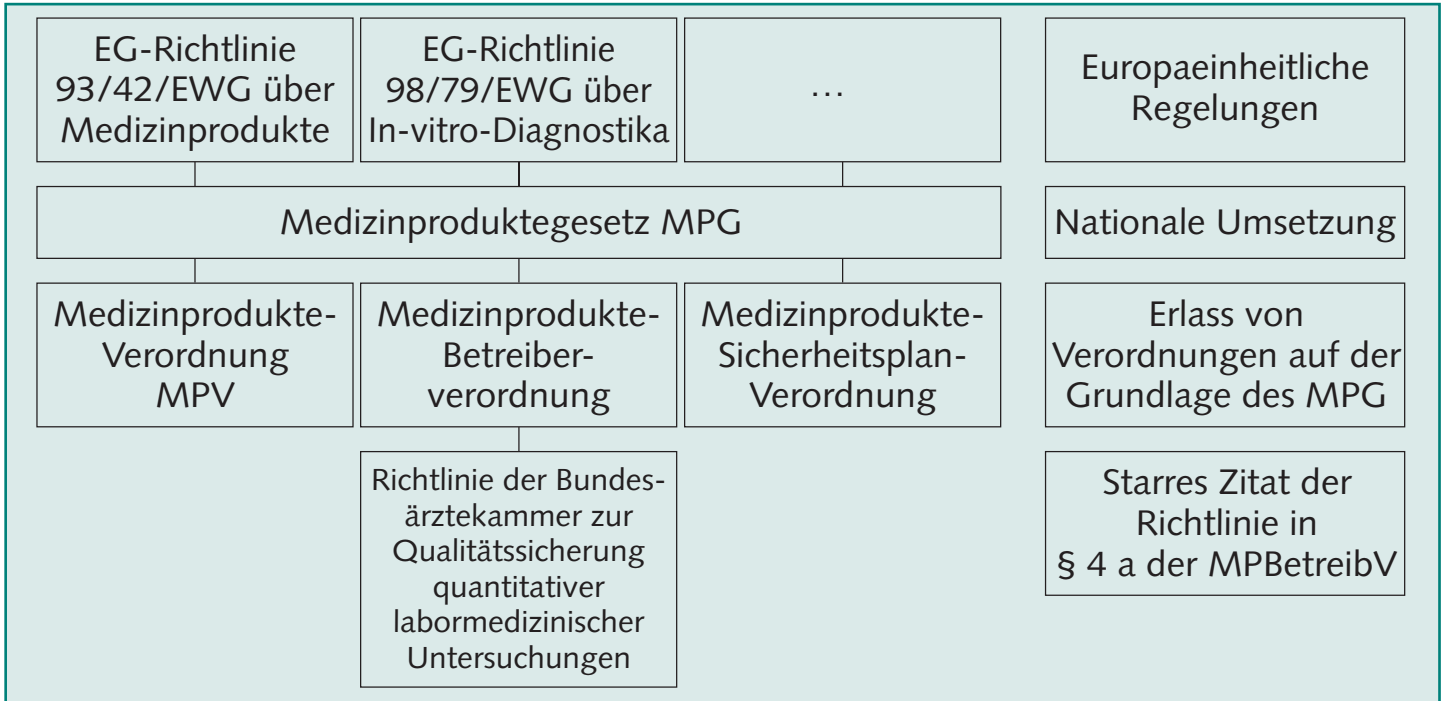 EG-Richtlinie
93/42/EWG über
Medizinprodukte
EG-Richtlinie
98/79/EWG über
In-vitro-Diagnostika
...
Europaeinheitliche
Regelungen
Medizinproduktegesetz MPG
Nationale Umsetzung
Medizinprodukte-
Verordnung
MPV
Medizinprodukte-
Betreiber-
verordnung
Medizinprodukte-
Sicherheitsplan-
Verordnung
Erlass von
Verordnungen auf der
Grundlage des MPG
Richtlinie der Bundes-
ärztekammer zur
Qualitätssicherung
quantitativer
labormedizinischer
Untersuchungen
Starres Zitat der
Richtlinie in
§ 4 a der MPBetreibV